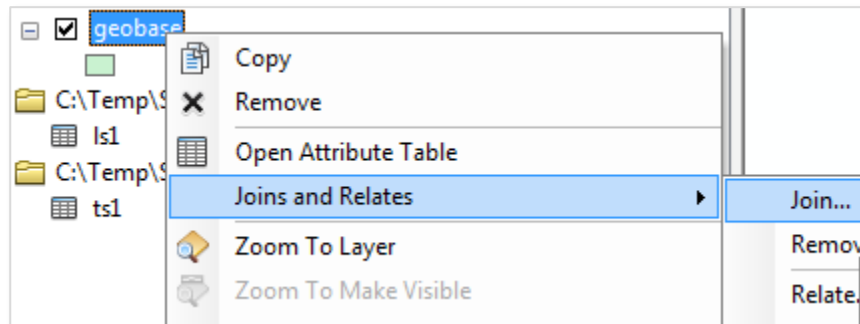 geobase
Copy
C:\Temp\S
Remove
ls1
Open Attribute Table
C:\Temp\S
Joins and Relates
Join...
ts1
Zoom To Layer
Remov
Zoom To Make Visible
Relate.